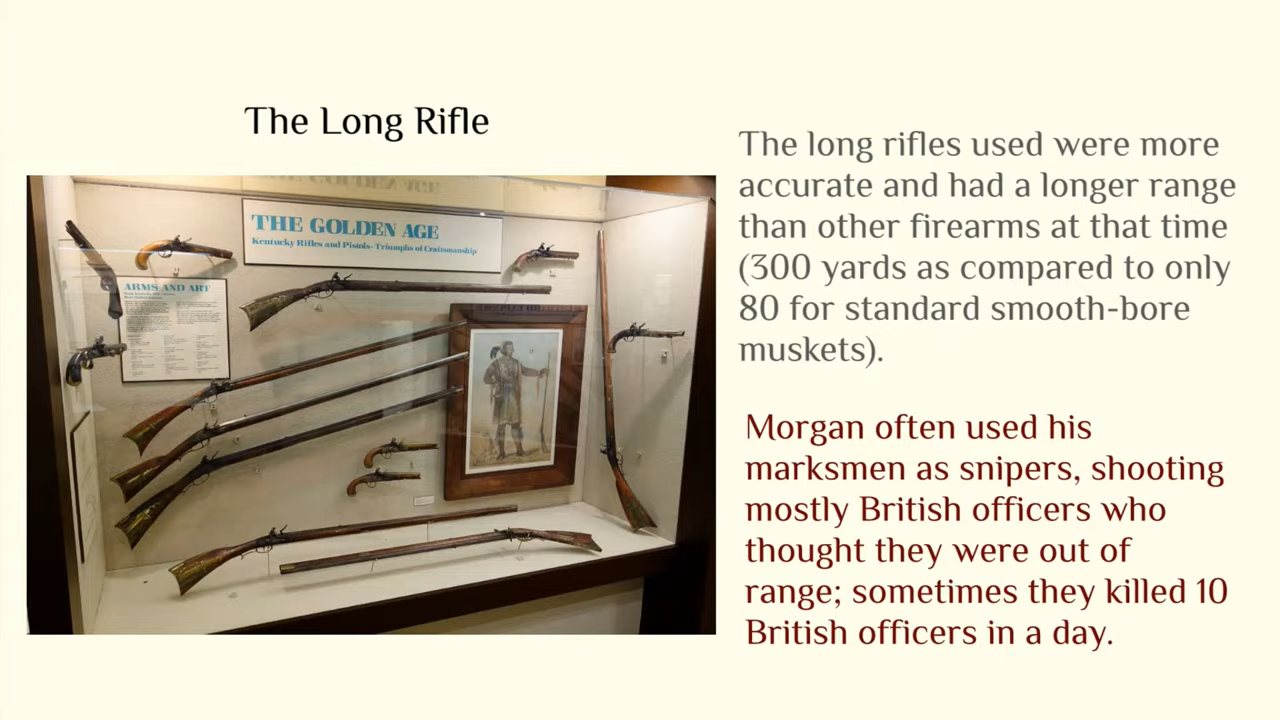 The Long Rifle
THE GOLDEN AGE
Kentucky Rifles and Pistols- Triumphs of Craftsmanship
ARMS AND ART
The long rifles used were more
accurate and had a longer range
than other firearms at that time
(300 yards as compared to only
80 for standard smooth-bore
muskets).
Morgan often used his
marksmen as snipers, shooting
mostly British officers who
thought they were out of
range; sometimes they killed 10
British officers in a day.